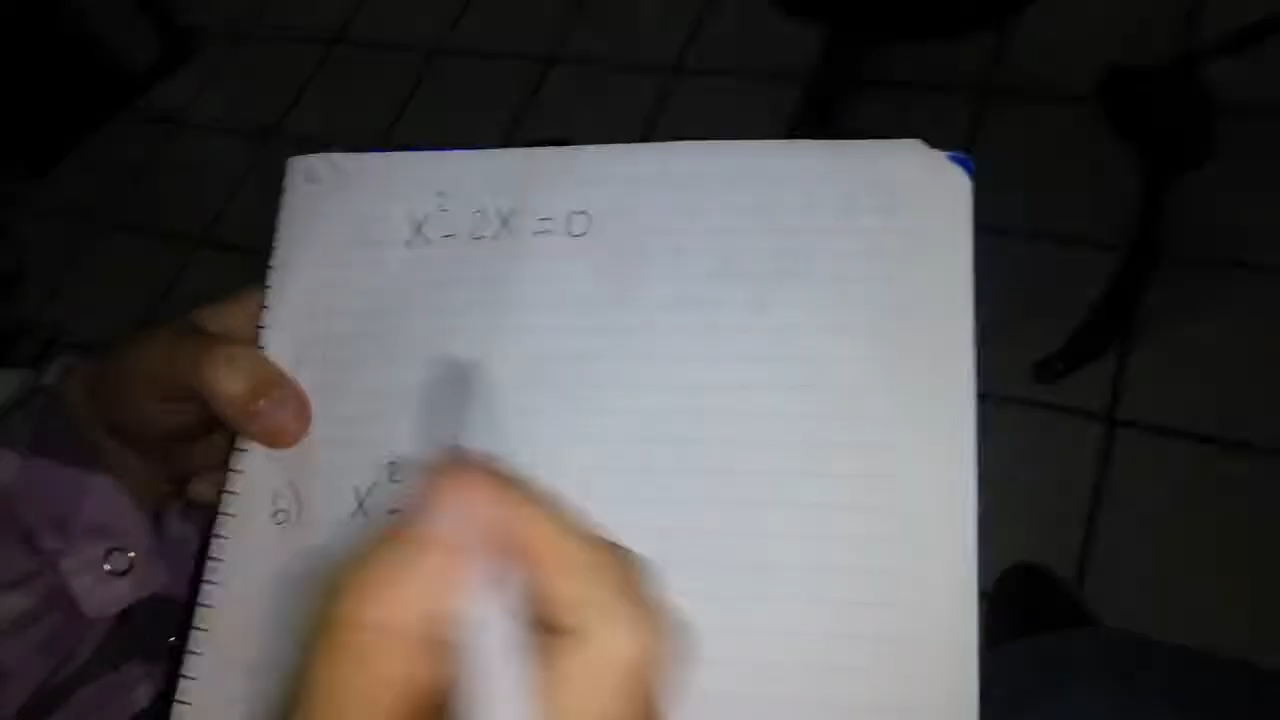 x² - 2x = 0
b) x² -